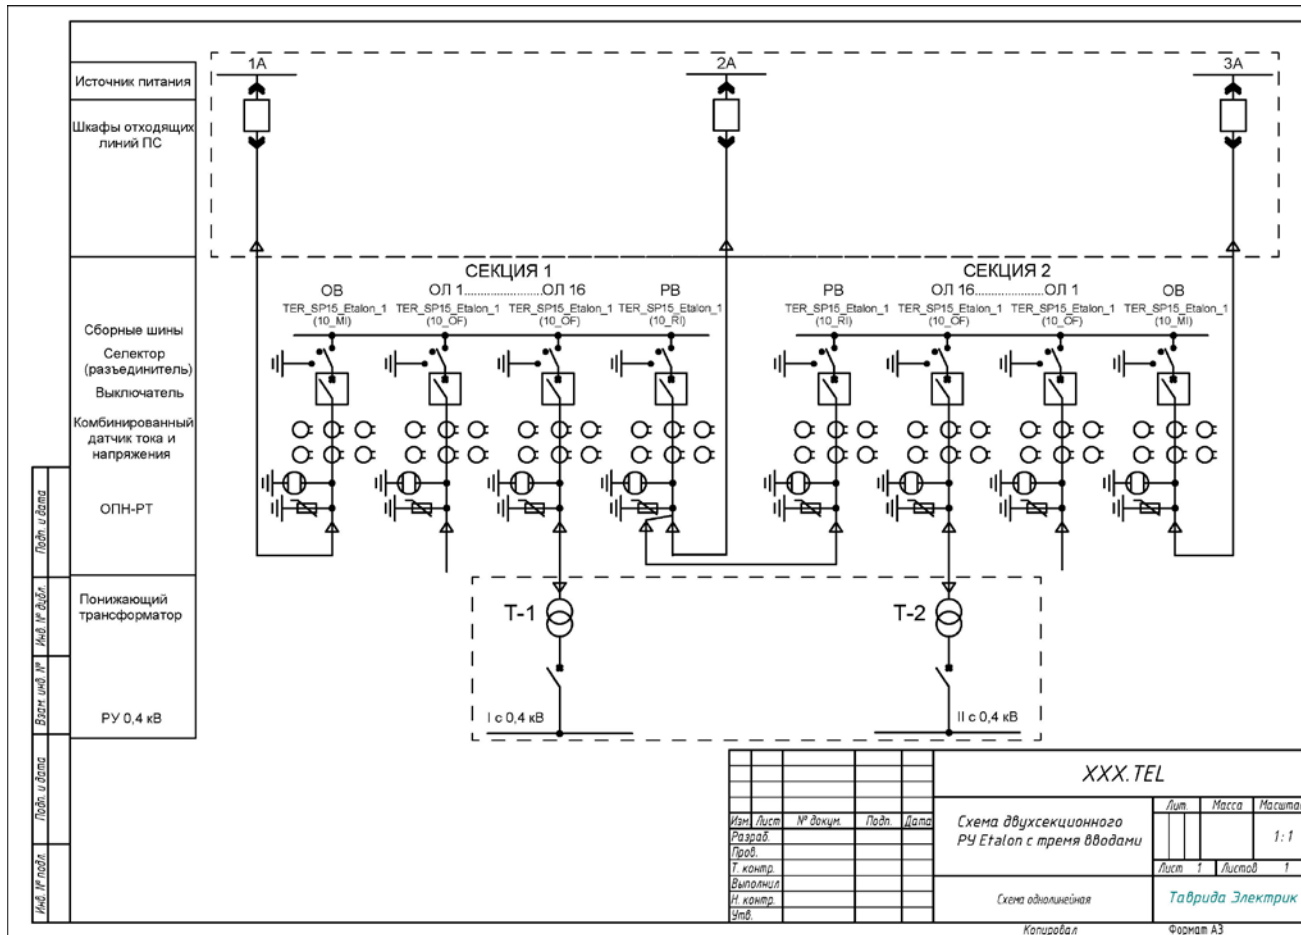 1А
2А
3А
Источник питания
Шкафы отходящих
линий ПС
СЕКЦИЯ 1
СЕКЦИЯ 2
ОВ
ОЛ 1....................ОЛ 16
РВ
РВ
ОЛ 16....................ОЛ 1
ОВ
TER_SP15_Etalon_1 TER_SP15_Etalon_1 TER_SP15_Etalon_1 TER_SP15_Etalon_1
(10_MI) (10_OF) (10_OF) (10_RI)
TER_SP15_Etalon_1 TER_SP15_Etalon_1 TER_SP15_Etalon_1 TER_SP15_Etalon_1
(10_RI) (10_OF) (10_OF) (10_MI)
Сборные шины
Селектор
(разъединитель)
Выключатель
Комбинированный
датчик тока и
напряжения
ОПН-РТ
Понижающий
трансформатор
Т-1
Т-2
РУ 0,4 кВ
I с 0,4 кВ
II с 0,4 кВ
Подп. и дата
Инв. № дубл.
Взам. инв. №
Подп. и дата
Инв. № подл.
XXX.TEL
Изм. Лист № докум. Подп. Дата
Разраб.
Пров.
Т. контр.
Выполнил
Н. контр.
Утв.
Схема двухсекционного
РУ Etalon с тремя вводами
Лит. Масса Масштаб
1:1
Лист 1 Листов 1
Схема однолинейная
Таврида Электрик
Копировал
Формат А3